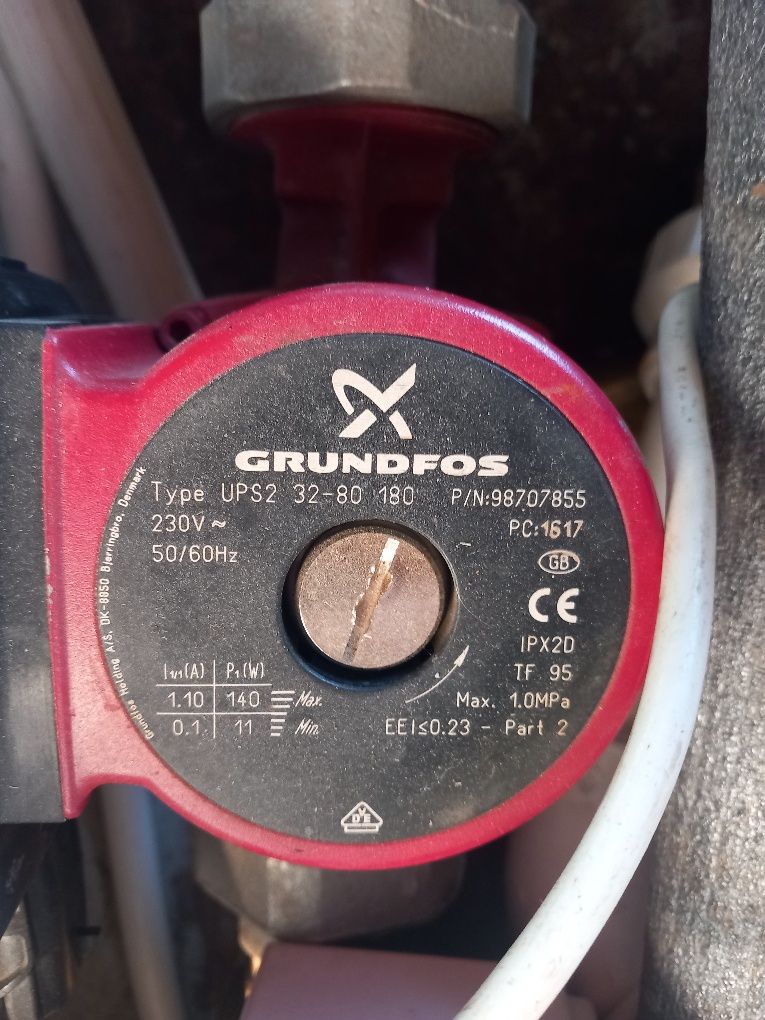 GRUNDFOS
Type UPS2 32-80 180 P/N:98707855
230V ~ P.C:1617
50/60Hz
GB
CE
IPX2D
TF 95
Max. 1.0MPa
EEI≤0.23 - Part 2
I1/1(A) P1(W)
1.10 140 Max.
0.1 11 Min.
VDE
Grundfos Holding A/S, DK-8850 Bjerringbro, Denmark